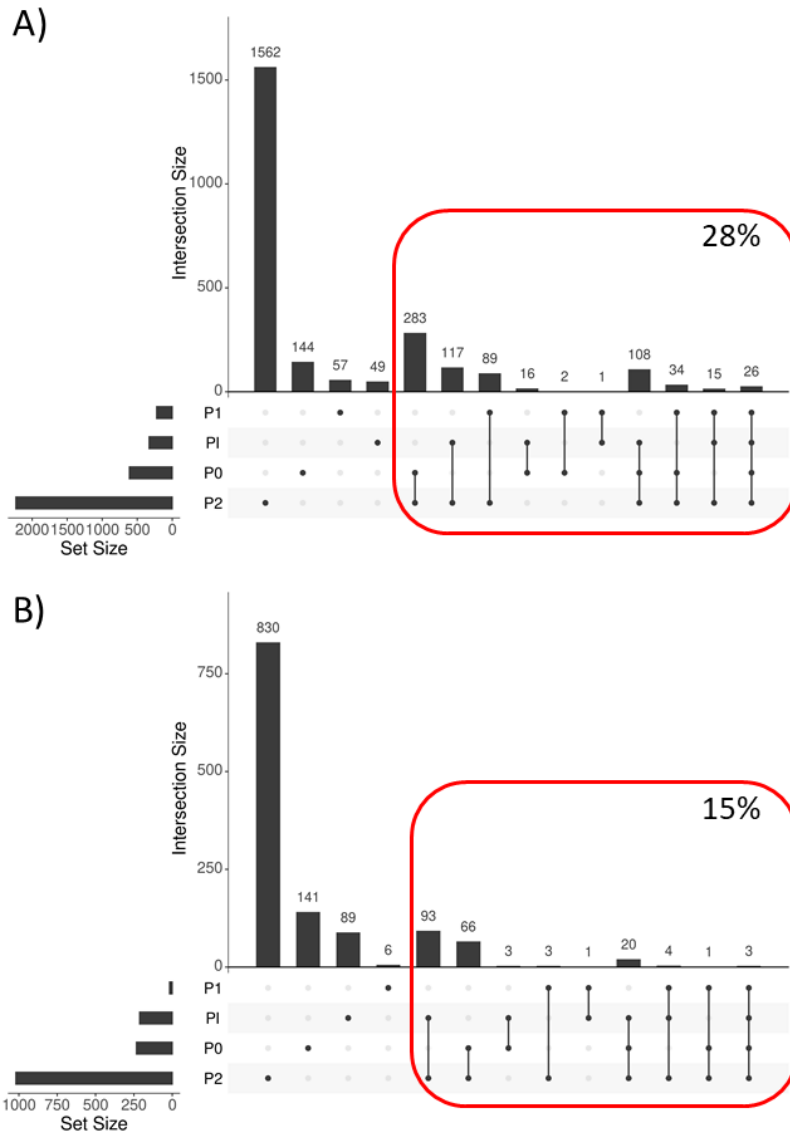 A)
1562
1500
1000
500
0
Intersection Size
28%
144 57 49 283 117 89 16 2 1 108 34 15 26
P1
PI
P0
P2
2000 1500 1000 500 0
Set Size
B)
830
750
500
250
0
Intersection Size
15%
141 89 6 93 66 3 3 1 20 4 1 3
P1
PI
P0
P2
1000 750 500 250 0
Set Size